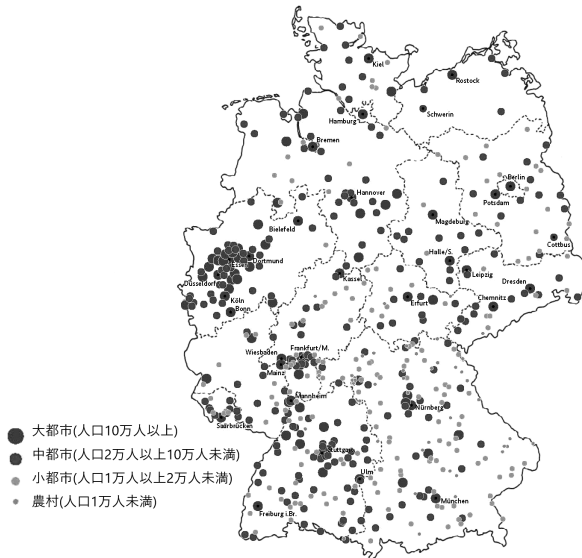 Kiel
Rostock
Schwerin
Hamburg
Bremen
Berlin
Hannover
Potsdam
Magdeburg
Bielefeld
Cottbus
Essen
Dortmund
Halle/S.
Leipzig
Düsseldorf
Kassel
Dresden
Köln
Erfurt
Chemnitz
Bonn
Frankfurt/M.
Wiesbaden
Mainz
Mannheim
Nürnberg
Saarbrücken
大都市(人口10万人以上)
中都市(人口2万人以上10万人未満)
Stuttgart
小都市(人口1万人以上2万人未満)
Ulm
農村(人口1万人未満)
München
Freiburg i.Br.